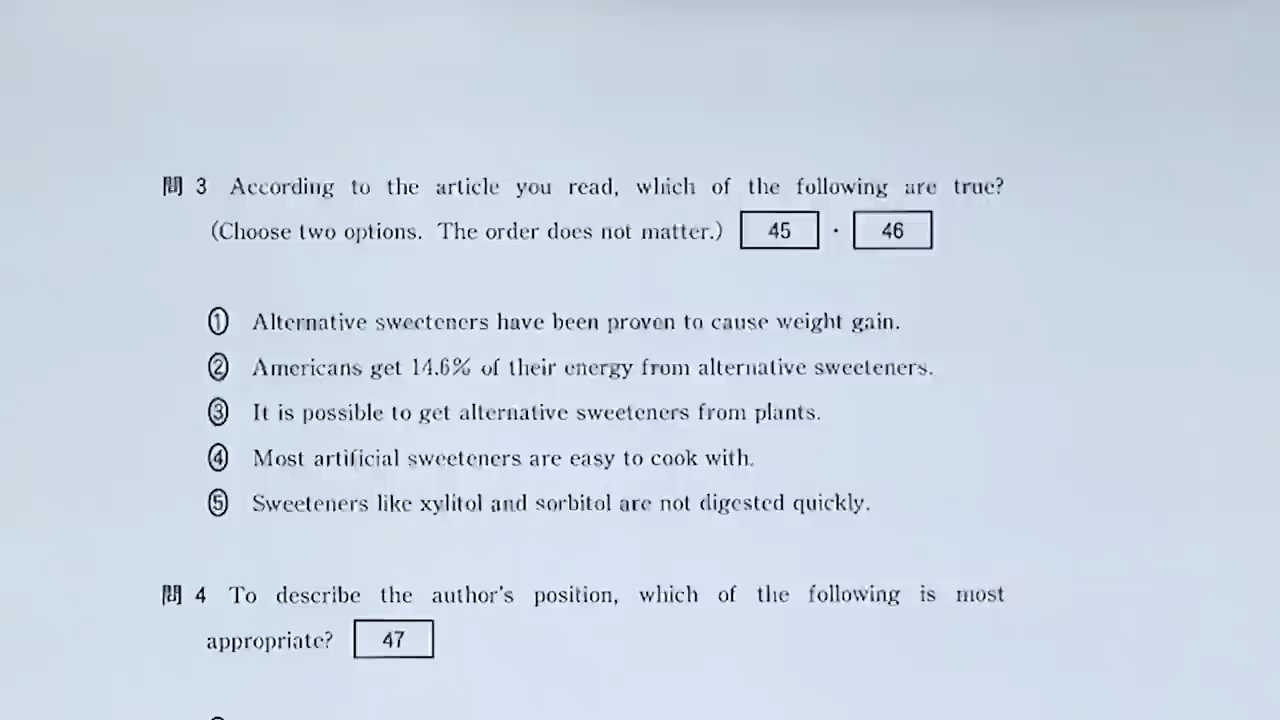 問 3 According to the article you read, which of the following are true?
(Choose two options. The order does not matter.) 45 ・ 46
① Alternative sweeteners have been proven to cause weight gain.
② Americans get 14.6% of their energy from alternative sweeteners.
③ It is possible to get alternative sweeteners from plants.
④ Most artificial sweeteners are easy to cook with.
⑤ Sweeteners like xylitol and sorbitol are not digested quickly.
問 4 To describe the author's position, which of the following is most
appropriate? 47